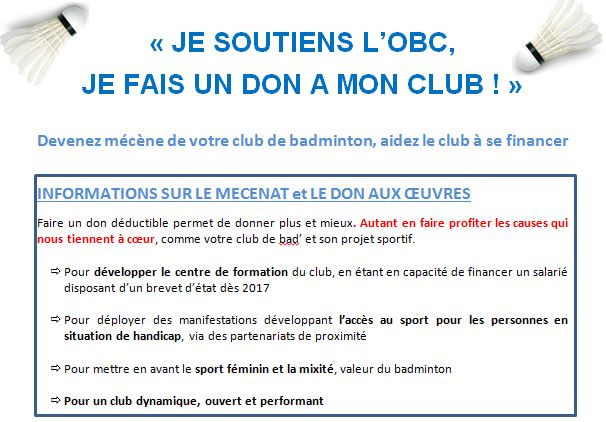 « JE SOUTIENS L’OBC,
JE FAIS UN DON A MON CLUB ! »
Devenez mécène de votre club de badminton, aidez le club à se financer
INFORMATIONS SUR LE MECENAT et LE DON AUX ŒUVRES
Faire un don déductible permet de donner plus et mieux. Autant en faire profiter les causes qui
nous tiennent à cœur, comme votre club de bad’ et son projet sportif.
⇨ Pour développer le centre de formation du club, en étant en capacité de financer un salarié
disposant d’un brevet d’état dès 2017
⇨ Pour déployer des manifestations développant l’accès au sport pour les personnes en
situation de handicap, via des partenariats de proximité
⇨ Pour mettre en avant le sport féminin et la mixité, valeur du badminton
⇨ Pour un club dynamique, ouvert et performant